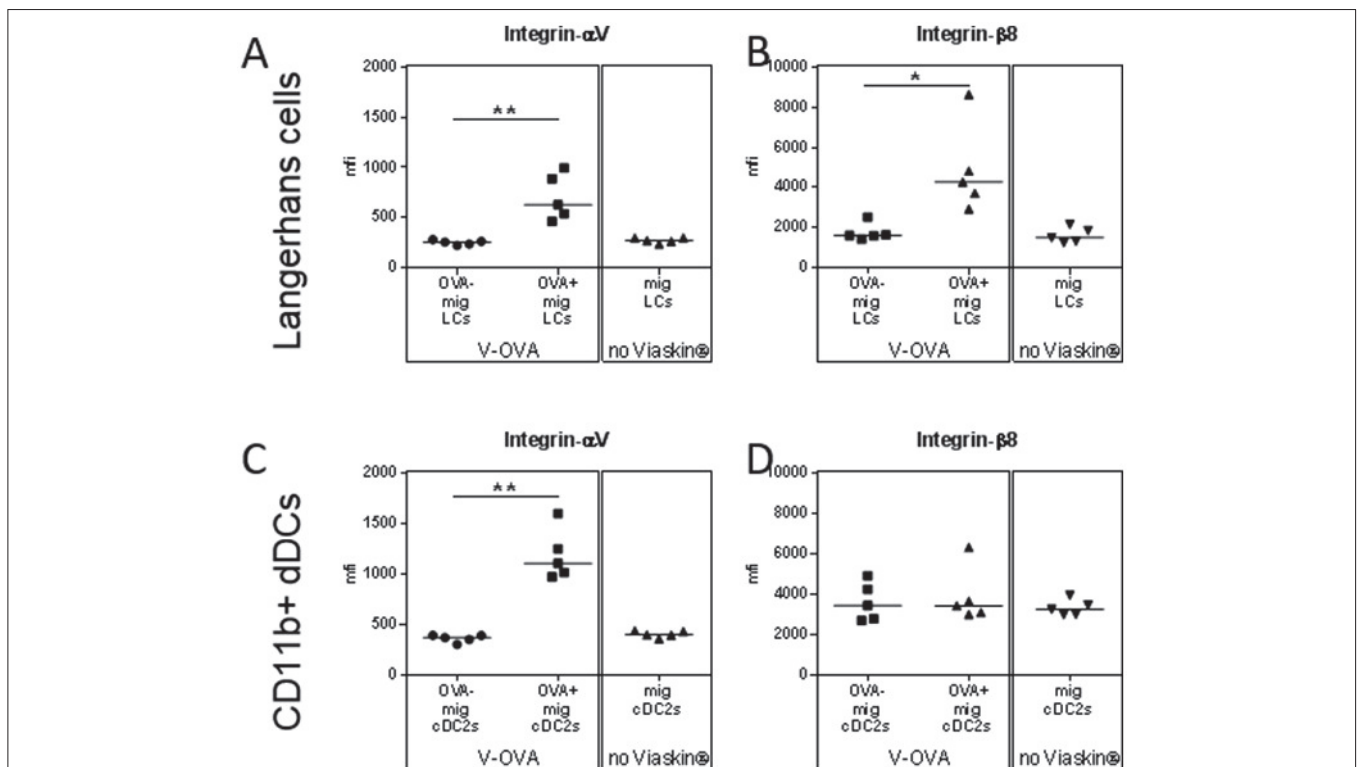 Langerhans cells
A
Integrin-αV
mfi
2000
1500
1000
500
0
**
OVA-
mig
LCs
OVA+
mig
LCs
mig
LCs
V-OVA
no Viaskin®
B
Integrin-β8
mfi
10000
8000
6000
4000
2000
0
*
OVA-
mig
LCs
OVA+
mig
LCs
mig
LCs
V-OVA
no Viaskin®
CD11b+ dDCs
C
Integrin-αV
mfi
2000
1500
1000
500
0
**
OVA-
mig
cDC2s
OVA+
mig
cDC2s
mig
cDC2s
V-OVA
no Viaskin®
D
Integrin-β8
mfi
10000
8000
6000
4000
2000
0
OVA-
mig
cDC2s
OVA+
mig
cDC2s
mig
cDC2s
V-OVA
no Viaskin®